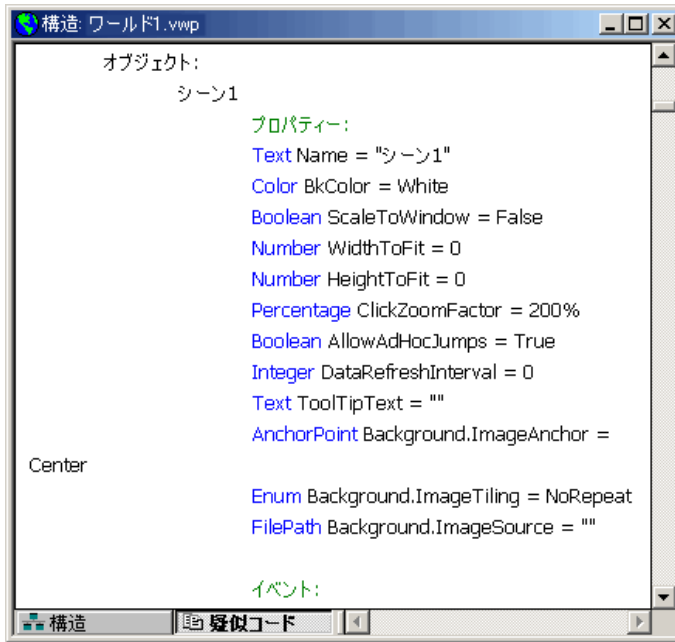 構造: ワールド1.vwp
オブジェクト:
シーン1
プロパティー:
Text Name = "シーン1"
Color BkColor = White
Boolean ScaleToWindow = False
Number WidthToFit = 0
Number HeightToFit = 0
Percentage ClickZoomFactor = 200%
Boolean AllowAdHocJumps = True
Integer DataRefreshInterval = 0
Text ToolTipText = ""
AnchorPoint Background.ImageAnchor =
Center
Enum Background.ImageTiling = NoRepeat
FilePath Background.ImageSource = ""
イベント:
構造 疑似コード